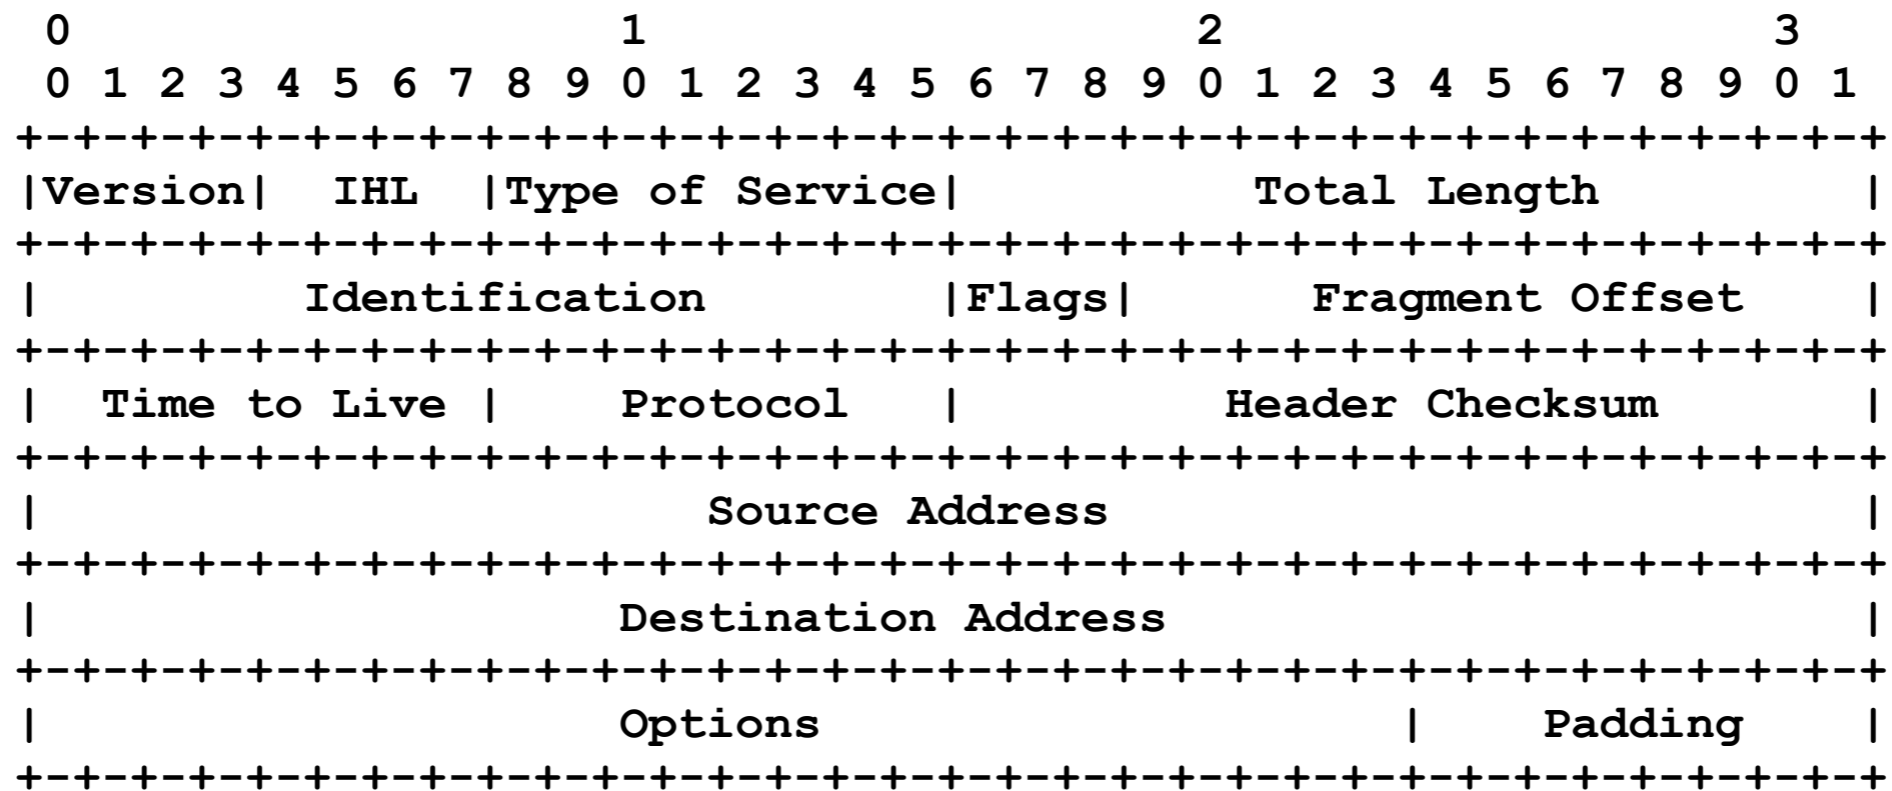 0                   1                   2                   3
 0 1 2 3 4 5 6 7 8 9 0 1 2 3 4 5 6 7 8 9 0 1 2 3 4 5 6 7 8 9 0 1
+-+-+-+-+-+-+-+-+-+-+-+-+-+-+-+-+-+-+-+-+-+-+-+-+-+-+-+-+-+-+-+-+
|Version|  IHL  |Type of Service|          Total Length         |
+-+-+-+-+-+-+-+-+-+-+-+-+-+-+-+-+-+-+-+-+-+-+-+-+-+-+-+-+-+-+-+-+
|         Identification        |Flags|      Fragment Offset    |
+-+-+-+-+-+-+-+-+-+-+-+-+-+-+-+-+-+-+-+-+-+-+-+-+-+-+-+-+-+-+-+-+
|  Time to Live |    Protocol   |         Header Checksum       |
+-+-+-+-+-+-+-+-+-+-+-+-+-+-+-+-+-+-+-+-+-+-+-+-+-+-+-+-+-+-+-+-+
|                       Source Address                          |
+-+-+-+-+-+-+-+-+-+-+-+-+-+-+-+-+-+-+-+-+-+-+-+-+-+-+-+-+-+-+-+-+
|                    Destination Address                        |
+-+-+-+-+-+-+-+-+-+-+-+-+-+-+-+-+-+-+-+-+-+-+-+-+-+-+-+-+-+-+-+-+
|                    Options                    |    Padding    |
+-+-+-+-+-+-+-+-+-+-+-+-+-+-+-+-+-+-+-+-+-+-+-+-+-+-+-+-+-+-+-+-+